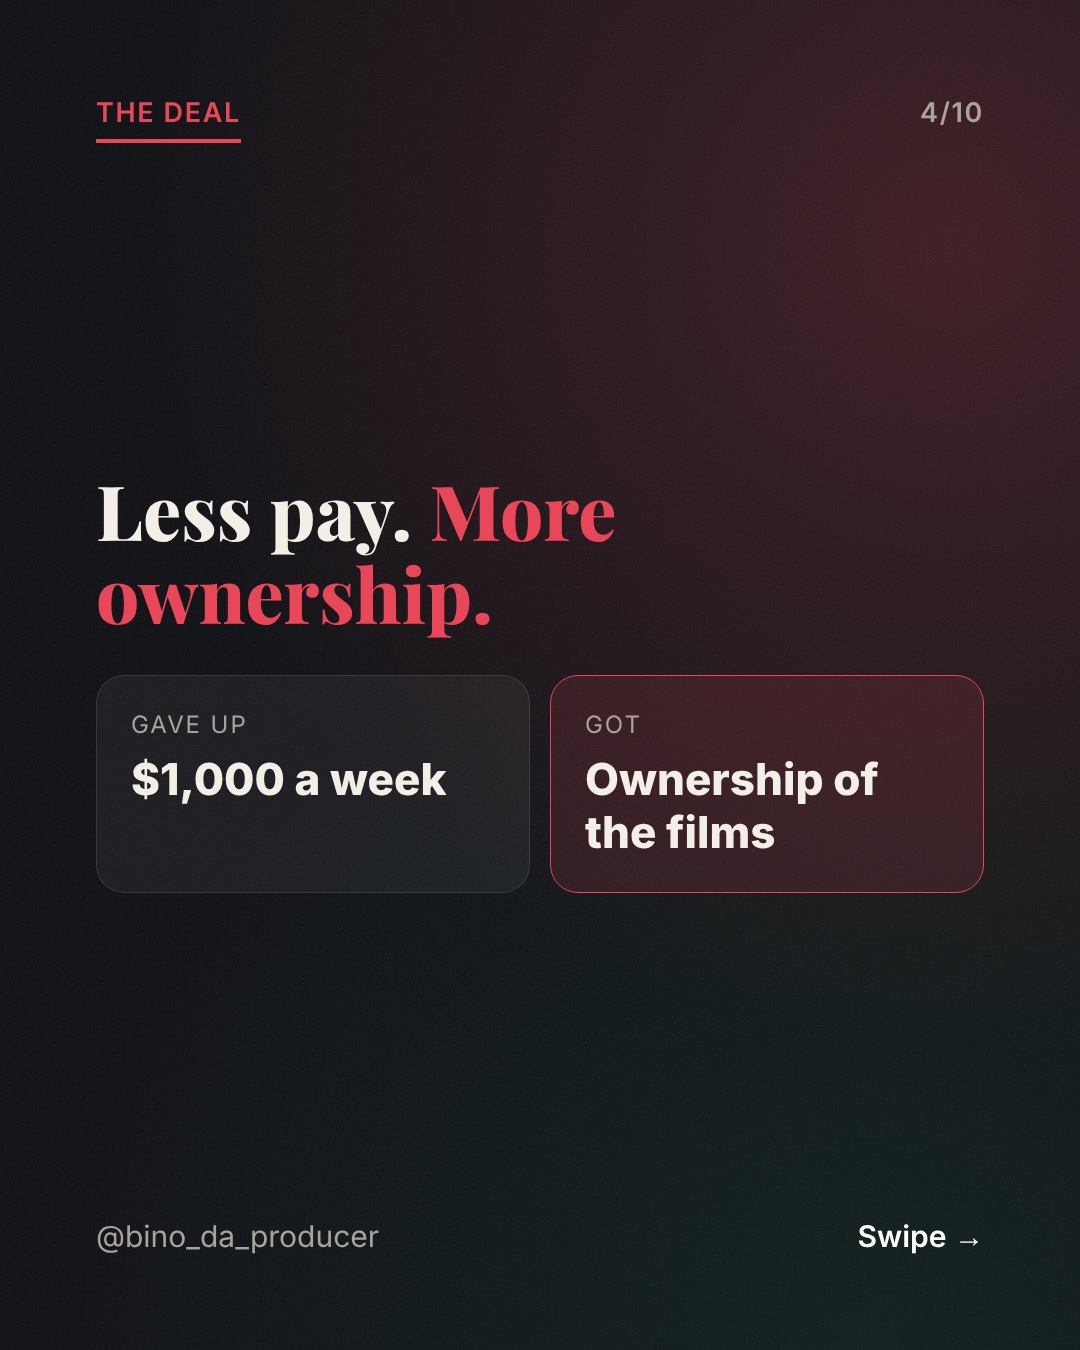 THE DEAL
4/10
Less pay. More
ownership.
GAVE UP
$1,000 a week
GOT
Ownership of
the films
@bino_da_producer
Swipe →